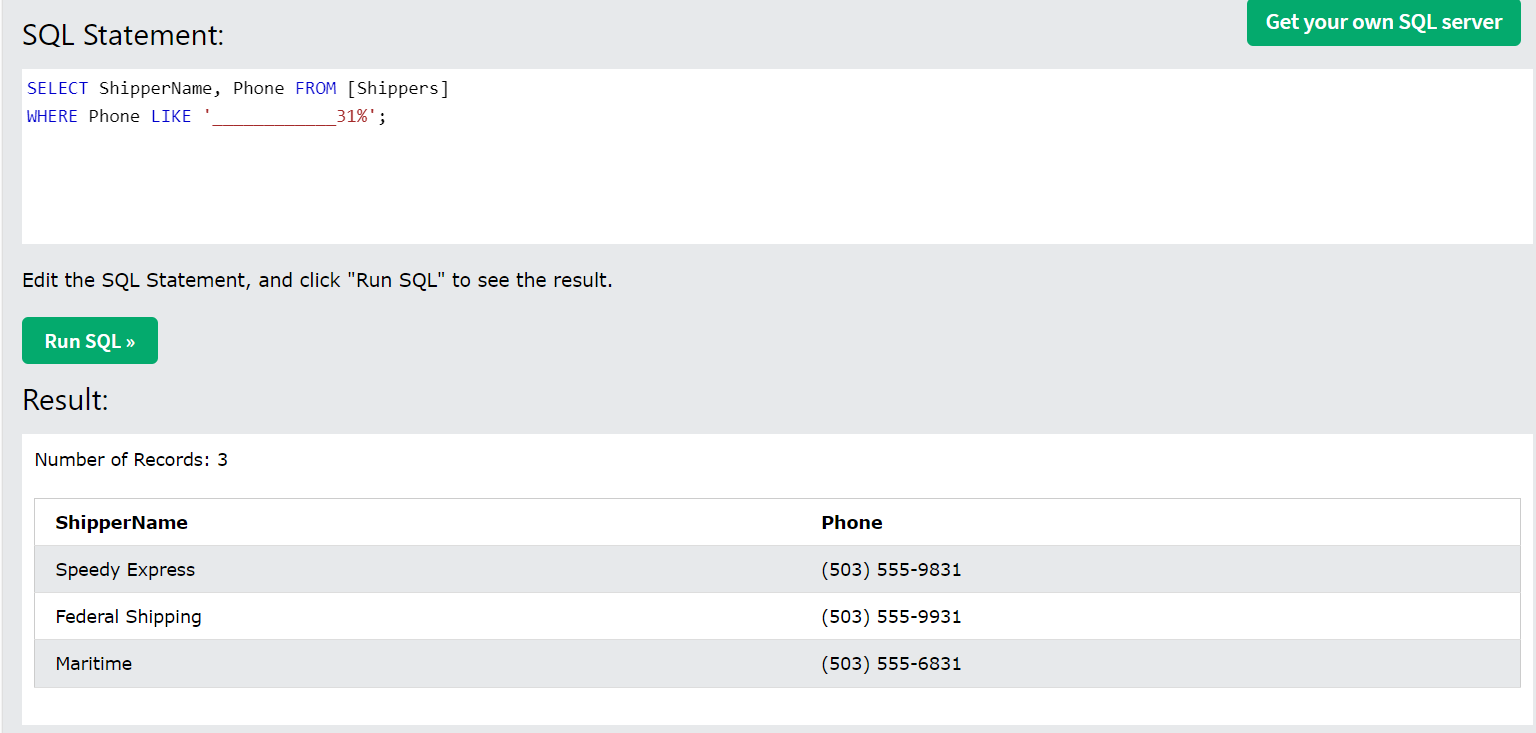 SQL Statement:
Get your own SQL server
SELECT ShipperName, Phone FROM [Shippers]
WHERE Phone LIKE '____________31%';
Edit the SQL Statement, and click "Run SQL" to see the result.
Run SQL »
Result:
Number of Records: 3
ShipperName Phone
Speedy Express (503) 555-9831
Federal Shipping (503) 555-9931
Maritime (503) 555-6831